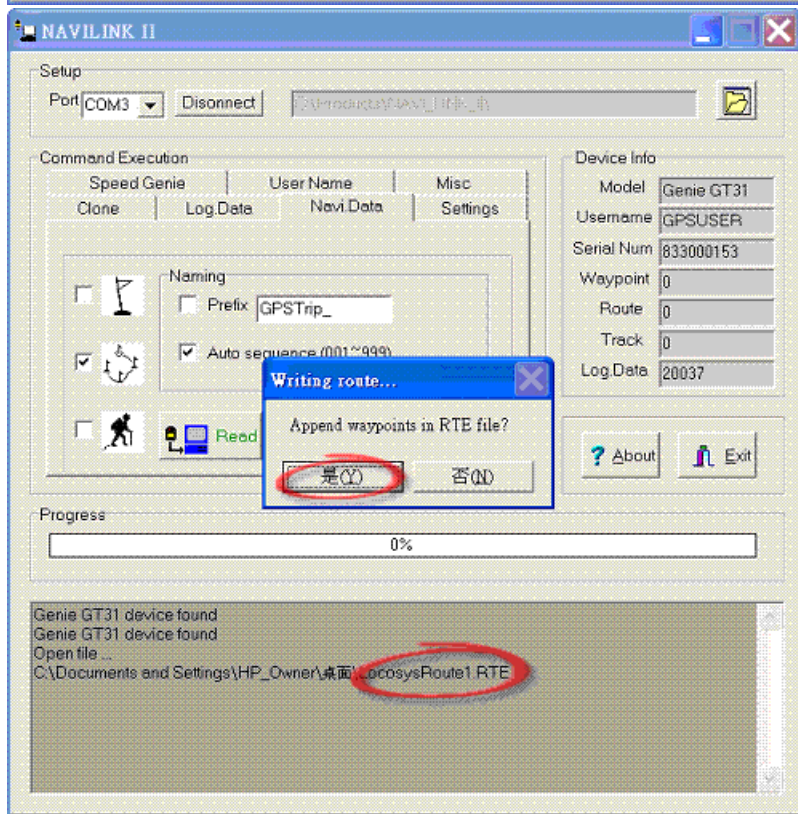 NAVILINK II
Setup
Port COM3 Disonnect
Command Execution
Speed Genie User Name Misc
Clone Log.Data Navi.Data Settings
Naming
Prefix GPSTrip_
Auto sequence (001~999)
Read
Device Info
Model Genie GT31
Username GPSUSER
Serial Num 833000153
Waypoint 0
Route 0
Track 0
Log.Data 20037
Writing route...
Append waypoints in RTE file?
是(Y) 否(N)
? About Exit
Progress
0%
Genie GT31 device found
Genie GT31 device found
Open file ...
C:\Documents and Settings\HP_Owner\桌面\LocosysRoute1.RTE